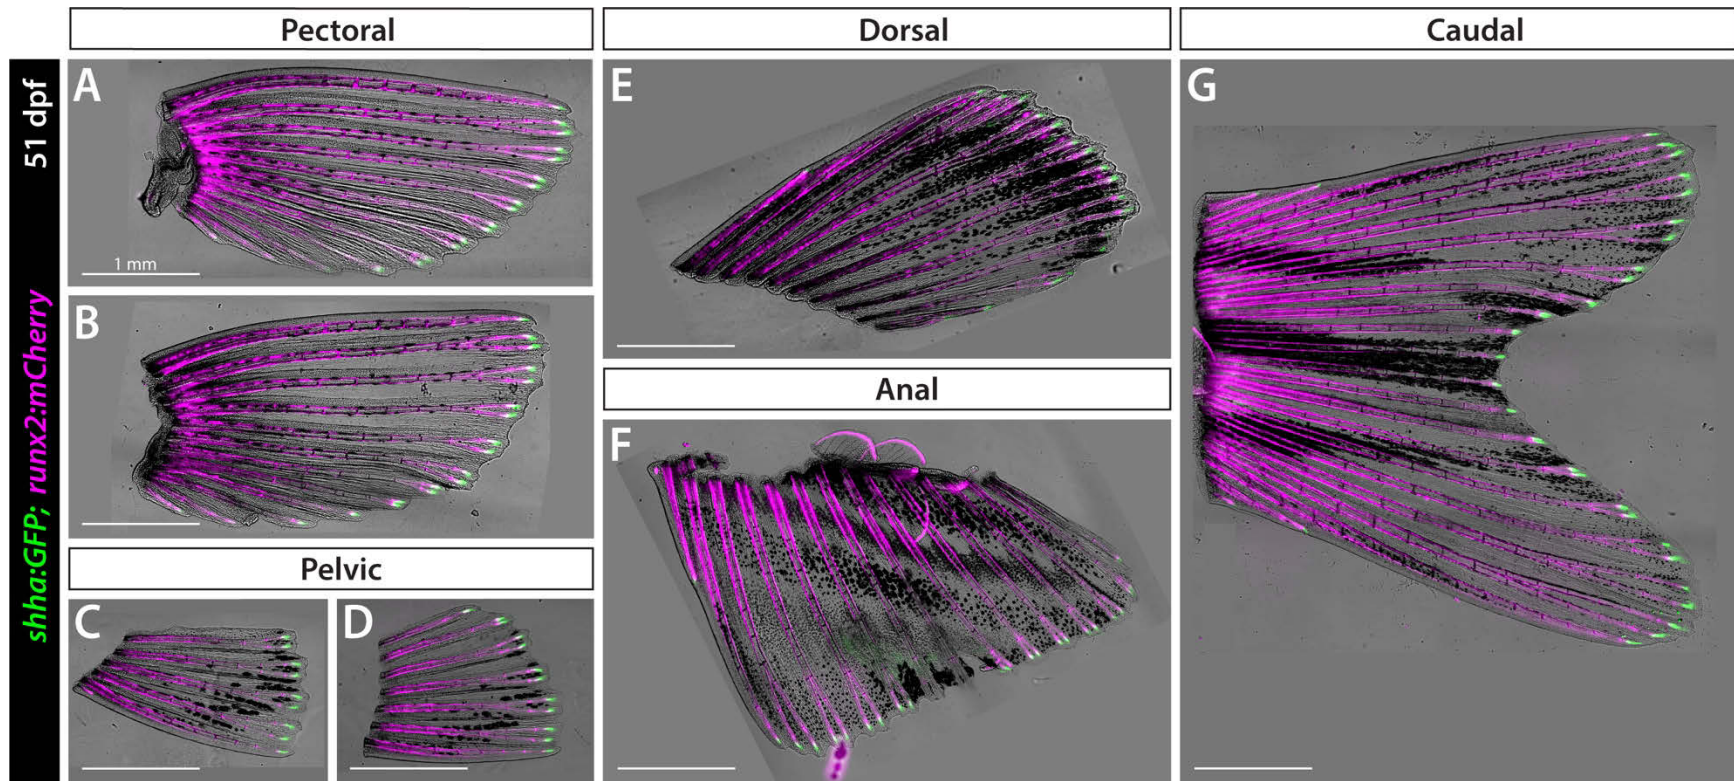 Pectoral
Dorsal
Caudal
shha:GFP; runx2:mCherry 51 dpf
A
1 mm
B
Pelvic
C
D
E
Anal
F
G